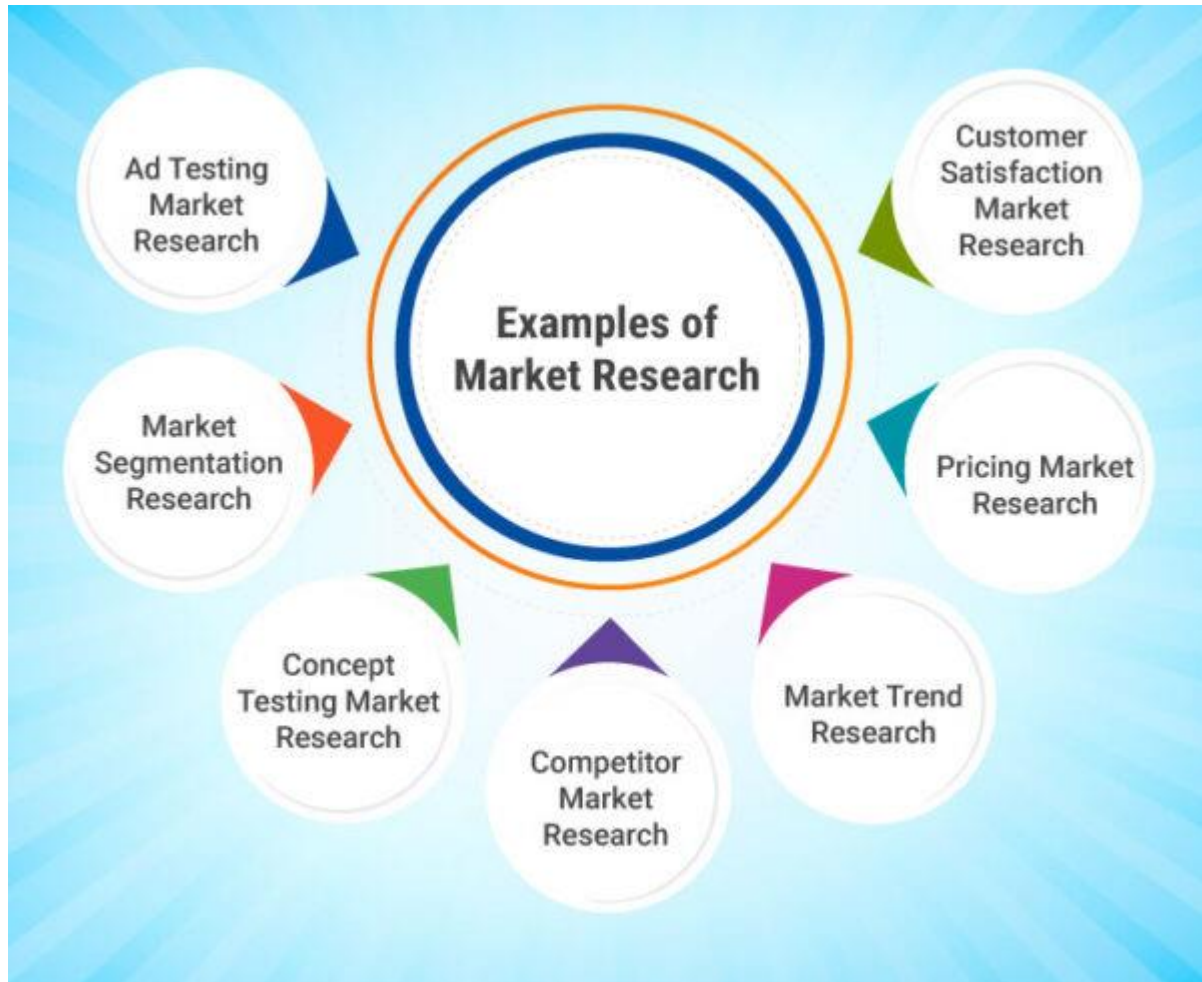 Examples of
Market Research
Ad Testing
Market
Research
Market
Segmentation
Research
Concept
Testing Market
Research
Competitor
Market
Research
Market Trend
Research
Pricing Market
Research
Customer
Satisfaction
Market
Research